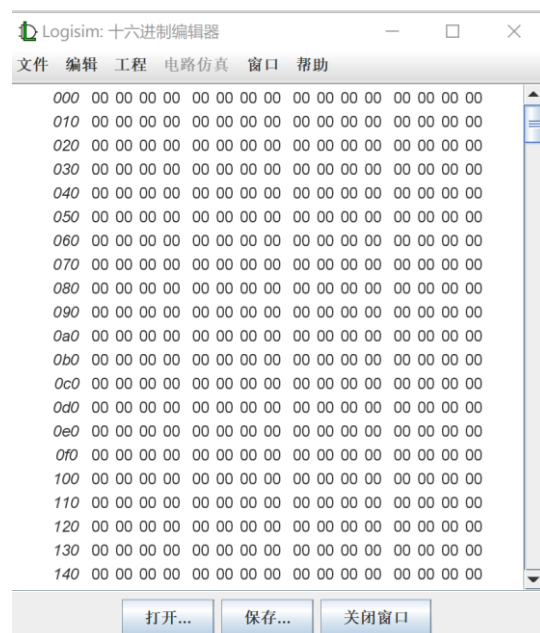 Logisim: 十六进制编辑器
文件 编辑 工程 电路仿真 窗口 帮助
000 00 00 00 00 00 00 00 00 00 00 00 00 00 00 00 00
010 00 00 00 00 00 00 00 00 00 00 00 00 00 00 00 00
020 00 00 00 00 00 00 00 00 00 00 00 00 00 00 00 00
030 00 00 00 00 00 00 00 00 00 00 00 00 00 00 00 00
040 00 00 00 00 00 00 00 00 00 00 00 00 00 00 00 00
050 00 00 00 00 00 00 00 00 00 00 00 00 00 00 00 00
060 00 00 00 00 00 00 00 00 00 00 00 00 00 00 00 00
070 00 00 00 00 00 00 00 00 00 00 00 00 00 00 00 00
080 00 00 00 00 00 00 00 00 00 00 00 00 00 00 00 00
090 00 00 00 00 00 00 00 00 00 00 00 00 00 00 00 00
0a0 00 00 00 00 00 00 00 00 00 00 00 00 00 00 00 00
0b0 00 00 00 00 00 00 00 00 00 00 00 00 00 00 00 00
0c0 00 00 00 00 00 00 00 00 00 00 00 00 00 00 00 00
0d0 00 00 00 00 00 00 00 00 00 00 00 00 00 00 00 00
0e0 00 00 00 00 00 00 00 00 00 00 00 00 00 00 00 00
0f0 00 00 00 00 00 00 00 00 00 00 00 00 00 00 00 00
100 00 00 00 00 00 00 00 00 00 00 00 00 00 00 00 00
110 00 00 00 00 00 00 00 00 00 00 00 00 00 00 00 00
120 00 00 00 00 00 00 00 00 00 00 00 00 00 00 00 00
130 00 00 00 00 00 00 00 00 00 00 00 00 00 00 00 00
140 00 00 00 00 00 00 00 00 00 00 00 00 00 00 00 00
打开... 保存... 关闭窗口